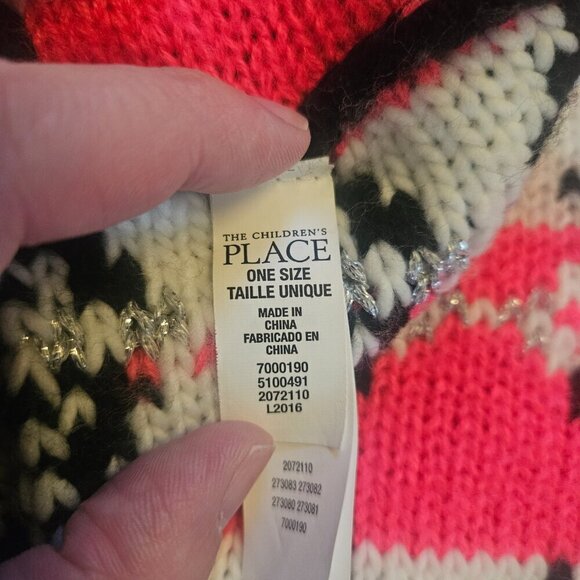 THE CHILDREN'S
PLACE
ONE SIZE
TAILLE UNIQUE
MADE IN
CHINA
FABRICADO EN
CHINA
7000190
5100491
2072110
L2016
2072110
273083 273082
273080 273081
7000190